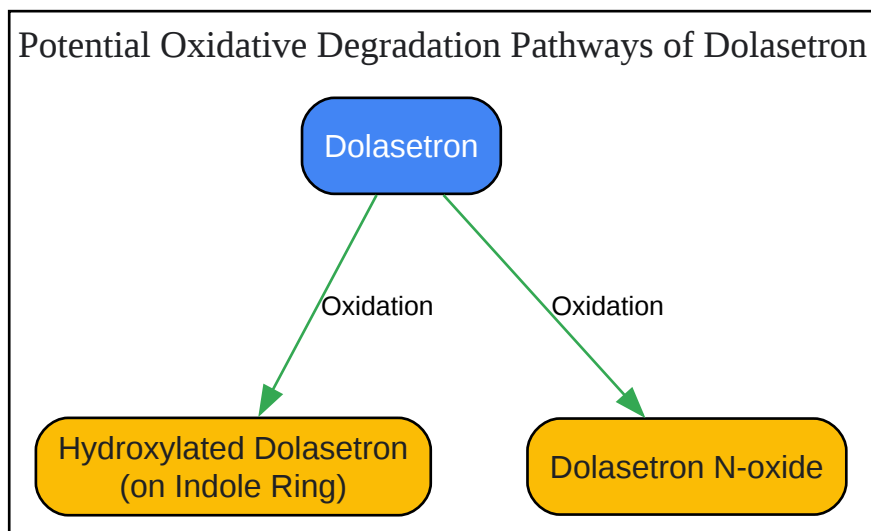 Potential Oxidative Degradation Pathways of Dolasetron
Dolasetron
Oxidation
Oxidation
Hydroxylated Dolasetron
(on Indole Ring)
Dolasetron N-oxide